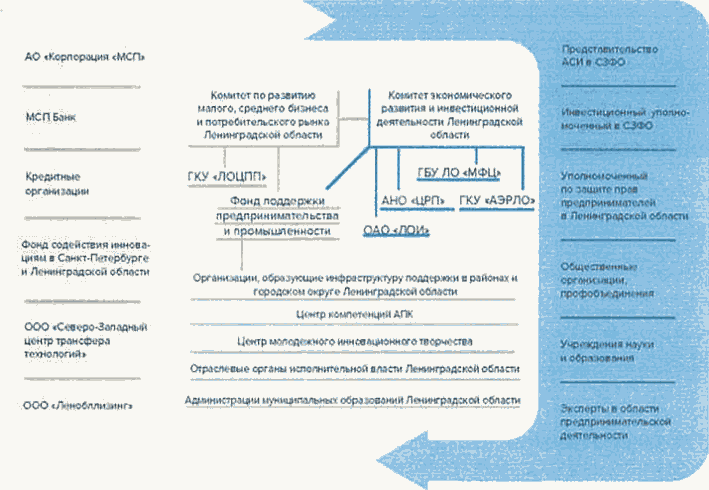 АО «Корпорация «МСП»
МСП Банк
Кредитные
организации
Фонд содействия иннова-
циям в Санкт-Петербурге
и Ленинградской области
ООО «Северо-Западный
центр трансфера
технологий»
ООО «Ленобллизинг»
Комитет по развитию
малого, среднего бизнеса
и потребительского рынка
Ленинградской области
Комитет экономического
развития и инвестиционной
деятельности Ленинградской
области
ГКУ «ЛОЦПП»
Фонд поддержки
предпринимательства
и промышленности
ГБУ ЛО «МФЦ»
АНО «ЦРП»
ГКУ «АЭРЛО»
ОАО «ЛОИ»
Организации, образующие инфраструктуру поддержки в районах и
городском округе Ленинградской области
Центр компетенций АПК
Центр молодежного инновационного творчества
Отраслевые органы исполнительной власти Ленинградской области
Администрации муниципальных образований Ленинградской области
Представительство
АСИ в СЗФО
Инвестиционный уполно-
моченный в СЗФО
Уполномоченный
по защите прав
предпринимателей
в Ленинградской области
Общественные
организации,
профобъединения
Учреждения науки
и образования
Эксперты в области
предпринимательской
деятельности